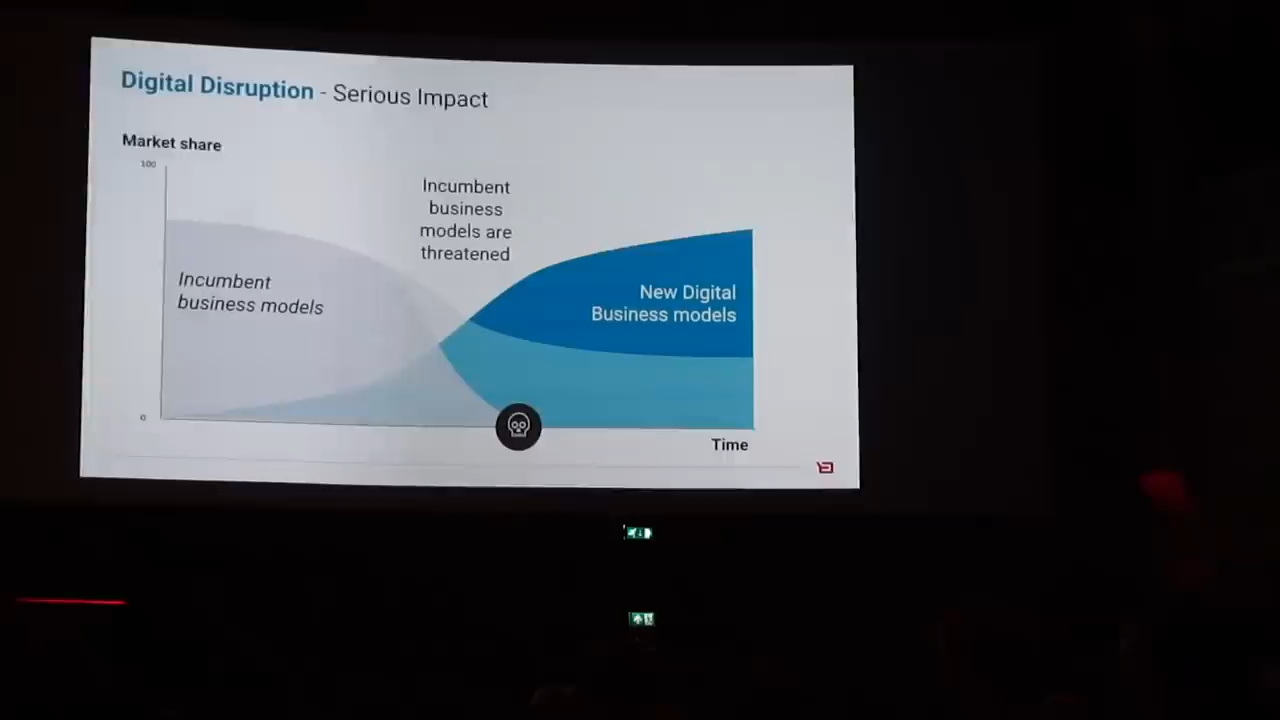 Digital Disruption - Serious Impact
Market share
100
Incumbent
business
models are
threatened
Incumbent
business models
New Digital
Business models
0
Time